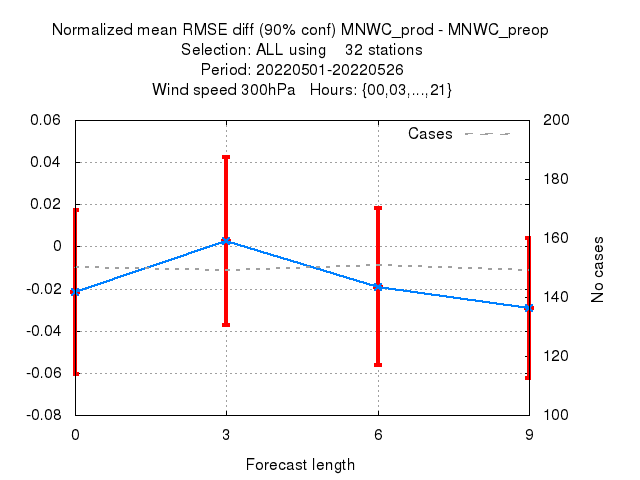 Normalized mean RMSE diff (90% conf) MNWC_prod - MNWC_preop
Selection: ALL using 32 stations
Period: 20220501-20220526
Wind speed 300hPa Hours: {00,03,...,21}
Cases
0.06
0.04
0.02
0
-0.02
-0.04
-0.06
-0.08
200
180
160
140
120
100
No cases
0 3 6 9
Forecast length